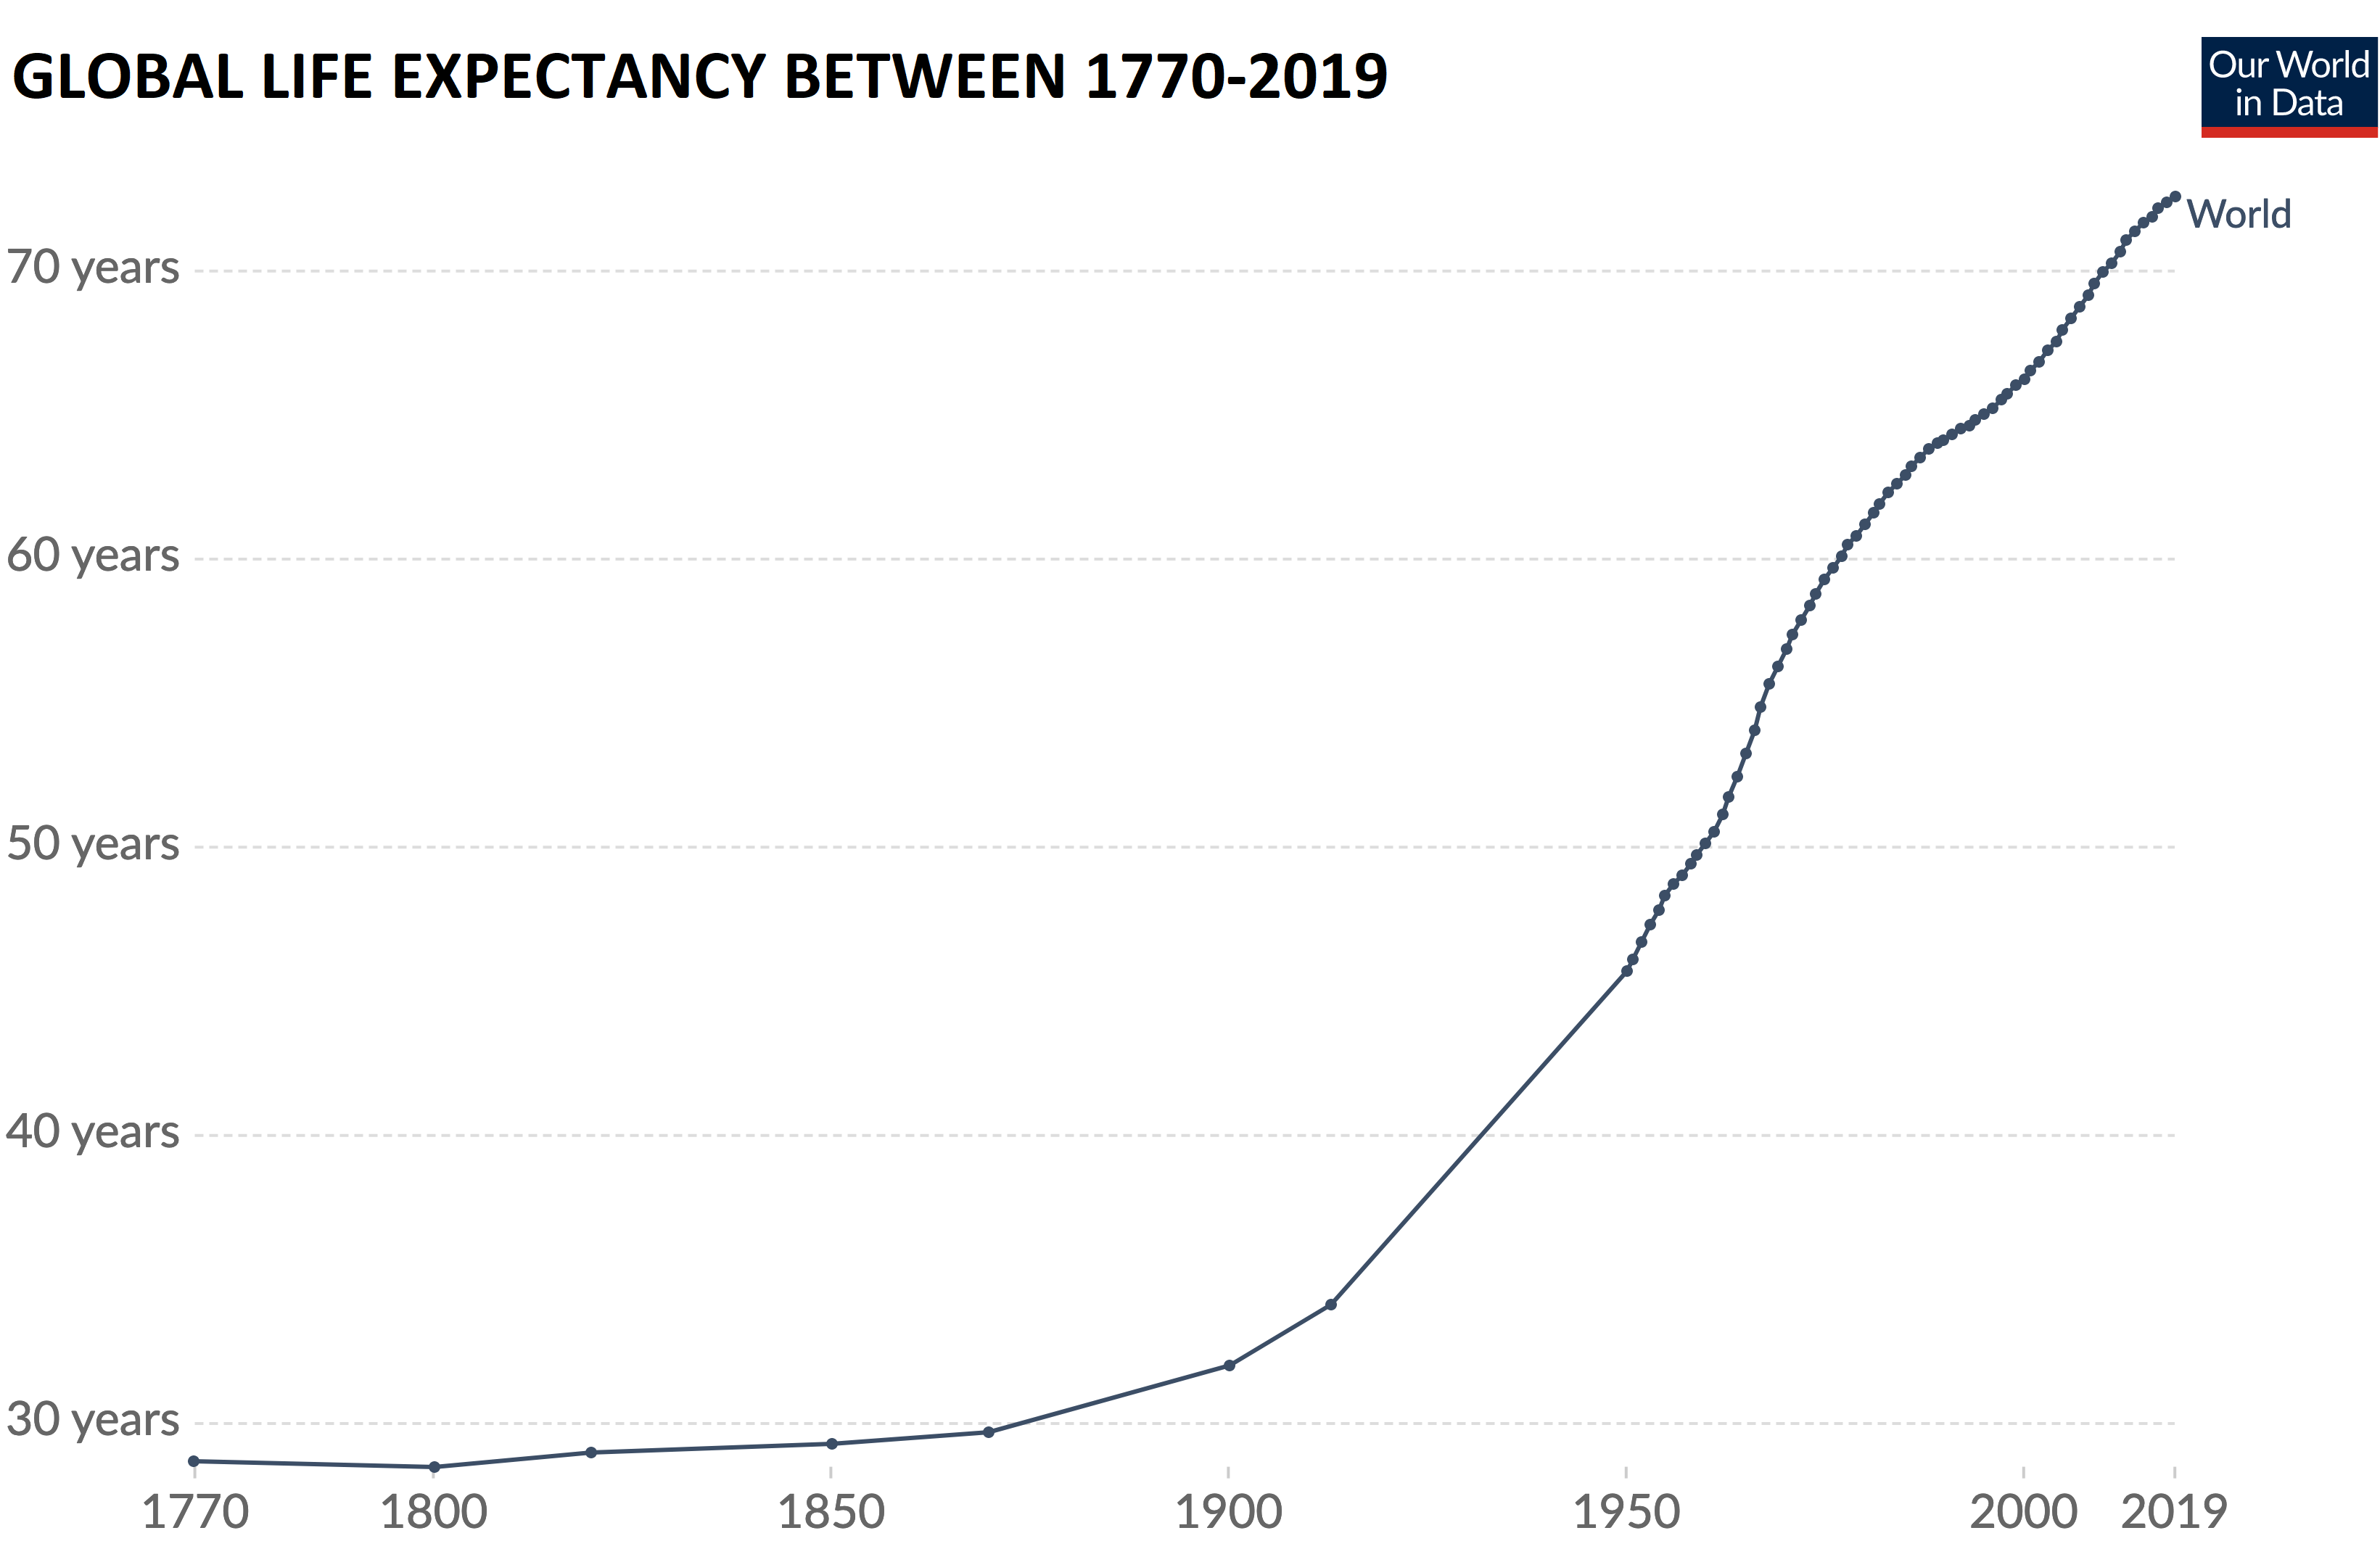 GLOBAL LIFE EXPECTANCY BETWEEN 1770-2019
Our World
in Data
World
70 years
60 years
50 years
40 years
30 years
1770 1800 1850 1900 1950 2000 2019